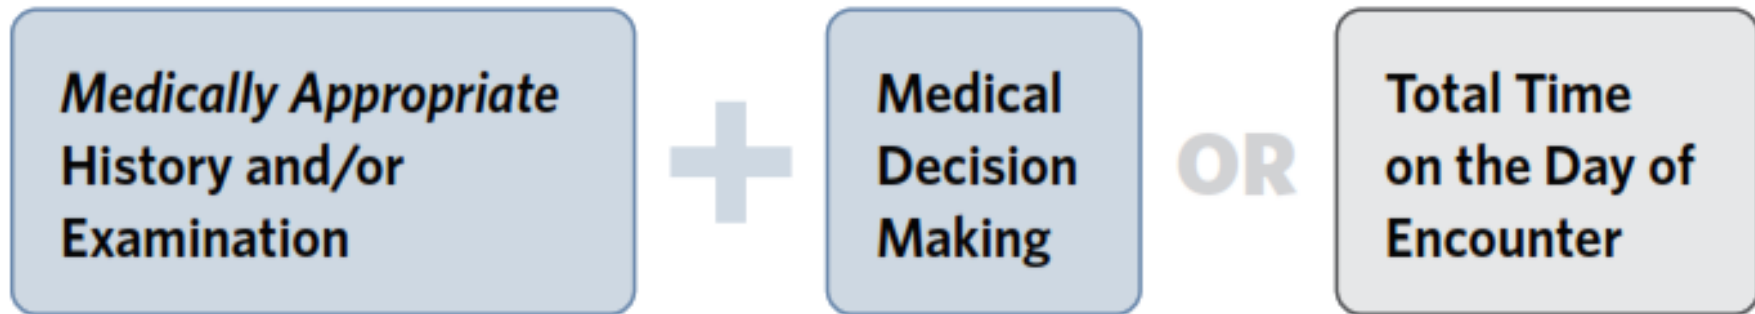 Medically Appropriate
History and/or
Examination
Medical
Decision
Making
OR
Total Time
on the Day of
Encounter